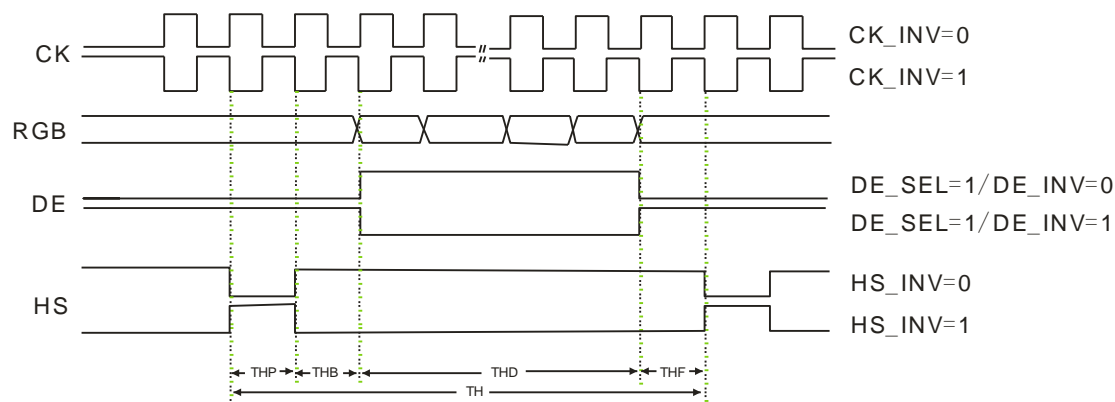 CK
CK_INV=0
CK_INV=1
RGB
DE
DE_SEL=1/DE_INV=0
DE_SEL=1/DE_INV=1
HS
HS_INV=0
HS_INV=1
THP THB THD THF
TH